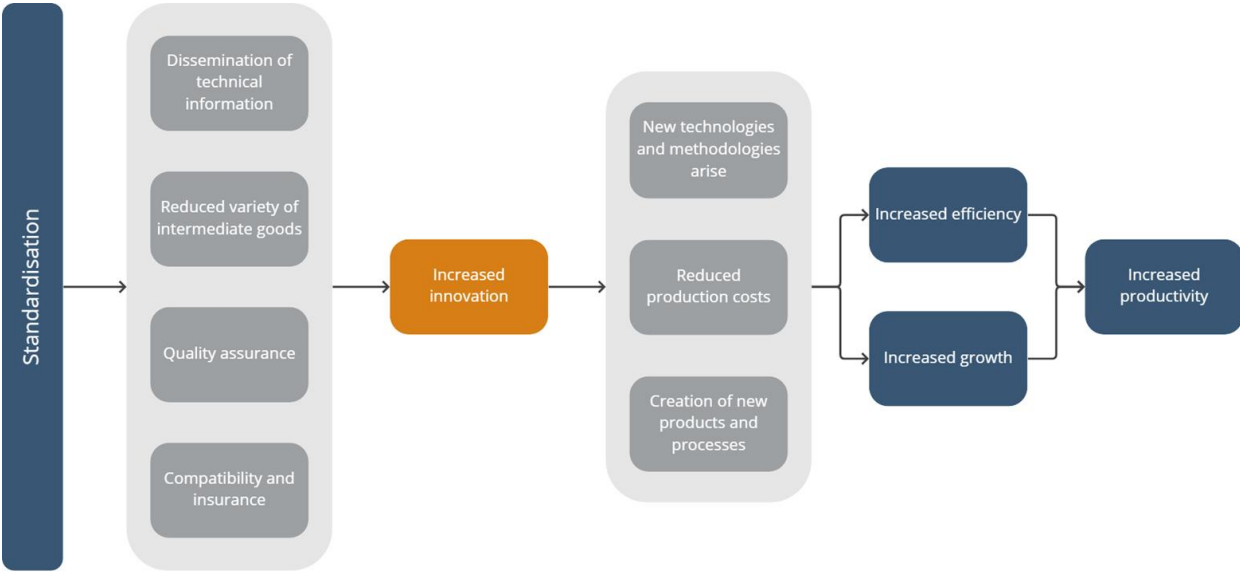 Standardisation
Dissemination of
technical
information
Reduced variety of
intermediate goods
Quality assurance
Compatibility and
insurance
Increased
innovation
New technologies
and methodologies
arise
Reduced
production costs
Creation of new
products and
processes
Increased efficiency
Increased growth
Increased
productivity